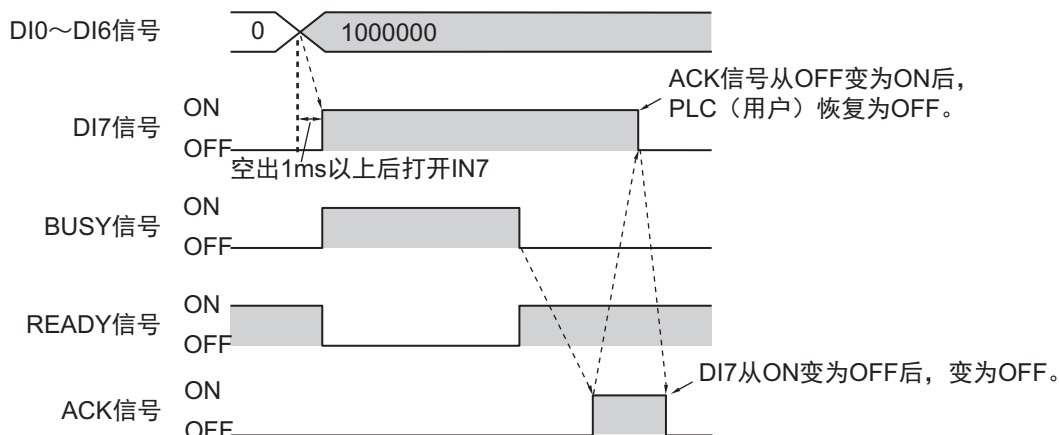 DI0～DI6信号
0
1000000
ACK信号从OFF变为ON后，
PLC（用户）恢复为OFF。
DI7信号
ON
OFF
空出1ms以上后打开IN7
BUSY信号
ON
OFF
READY信号
ON
OFF
DI7从ON变为OFF后，变为OFF。
ACK信号
ON
OFF